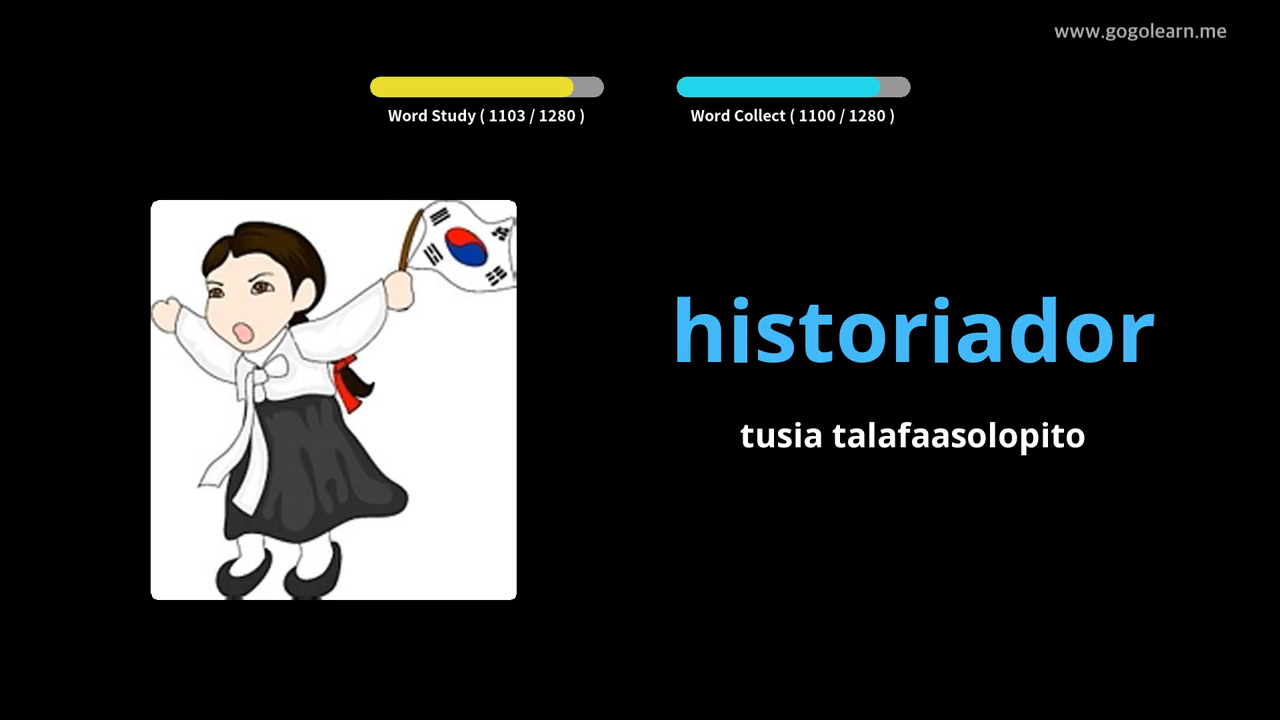 www.gogolearn.me
Word Study ( 1103 / 1280 )
Word Collect ( 1100 / 1280 )
historiador
tusia talafaasolopito